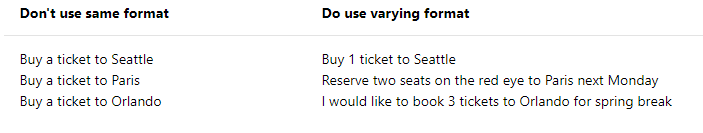 Don't use same format Do use varying format
Buy a ticket to Seattle Buy 1 ticket to Seattle
Buy a ticket to Paris Reserve two seats on the red eye to Paris next Monday
Buy a ticket to Orlando I would like to book 3 tickets to Orlando for spring break